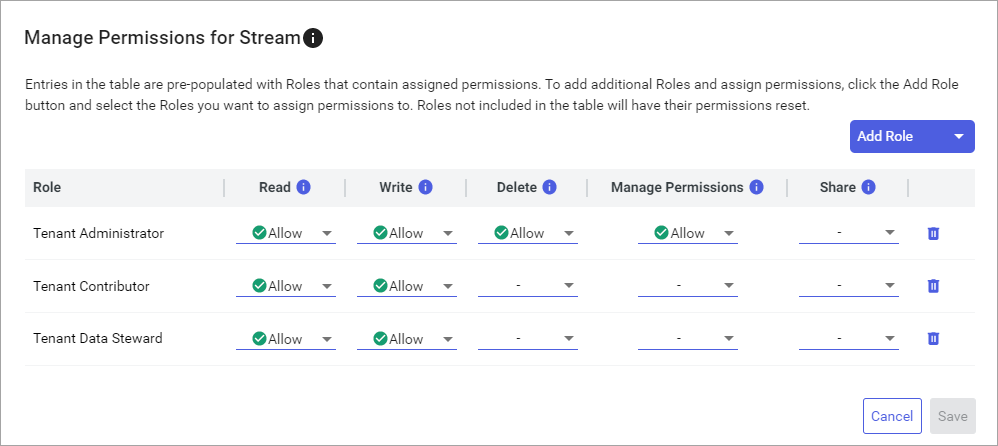 Manage Permissions for Stream
Entries in the table are pre-populated with Roles that contain assigned permissions. To add additional Roles and assign permissions, click the Add Role
button and select the Roles you want to assign permissions to. Roles not included in the table will have their permissions reset.
Add Role
Role Read Write Delete Manage Permissions Share
Tenant Administrator Allow Allow Allow Allow -
Tenant Contributor Allow Allow - - -
Tenant Data Steward Allow Allow - - -
Cancel Save